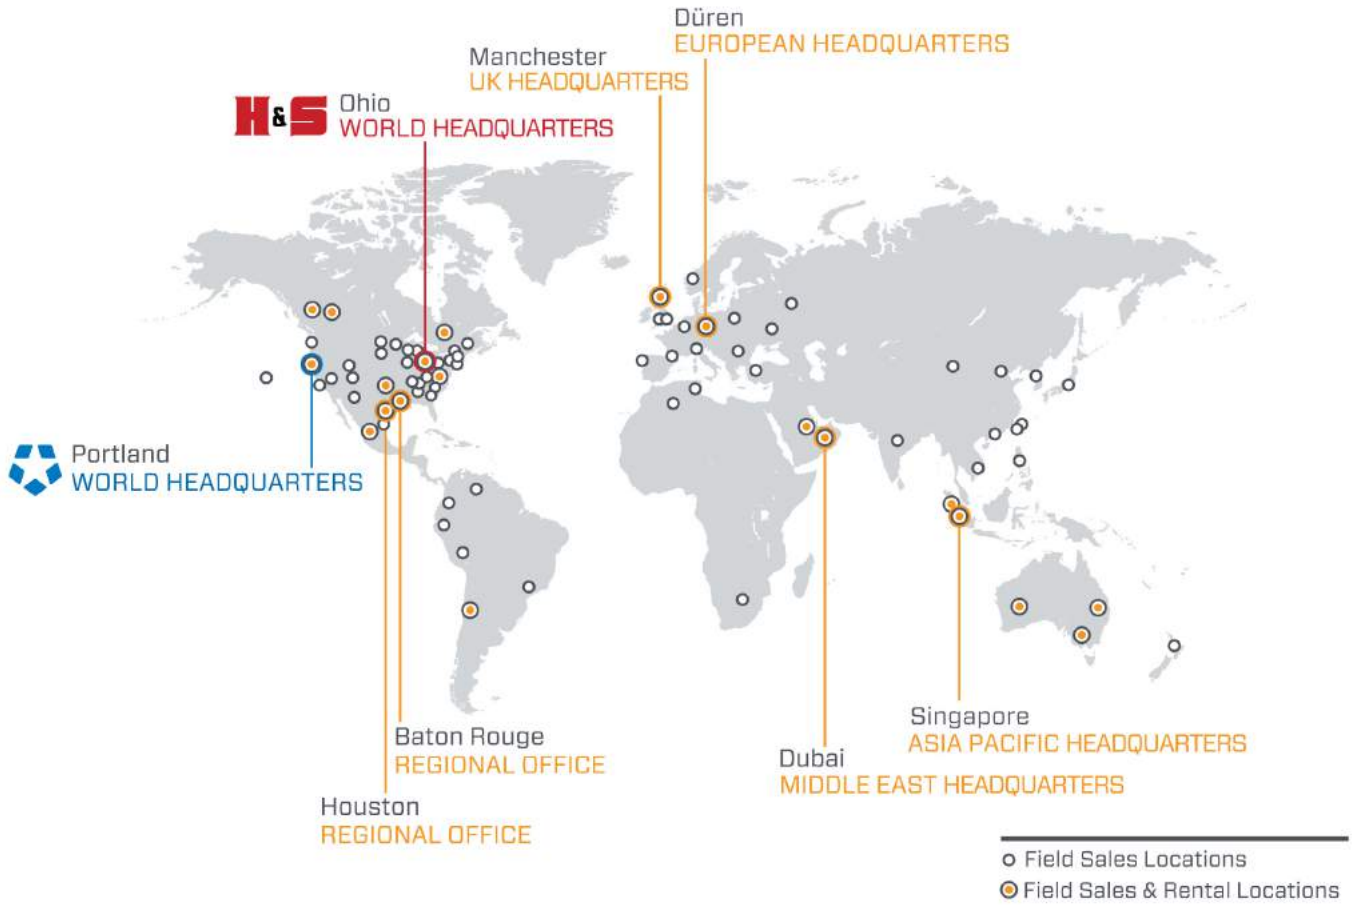 Düren
EUROPEAN HEADQUARTERS
Manchester
UK HEADQUARTERS
H&S
Ohio
WORLD HEADQUARTERS
Portland
WORLD HEADQUARTERS
Singapore
ASIA PACIFIC HEADQUARTERS
Baton Rouge
REGIONAL OFFICE
Dubai
MIDDLE EAST HEADQUARTERS
Houston
REGIONAL OFFICE
Field Sales Locations
Field Sales & Rental Locations